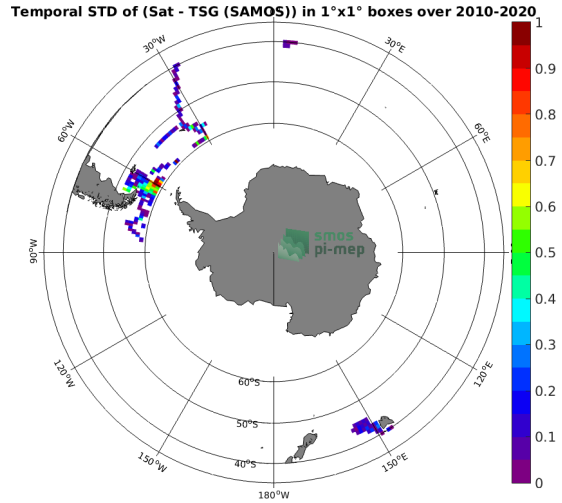 Temporal STD of (Sat - TSG (SAMOS)) in 1°x1° boxes over 2010-2020
30°W
30°E
60°W
60°E
90°W
120°W
120°E
150°W
150°E
180°W
60°S
50°S
40°S
smos
pi-mep
1
0.9
0.8
0.7
0.6
0.5
0.4
0.3
0.2
0.1
0